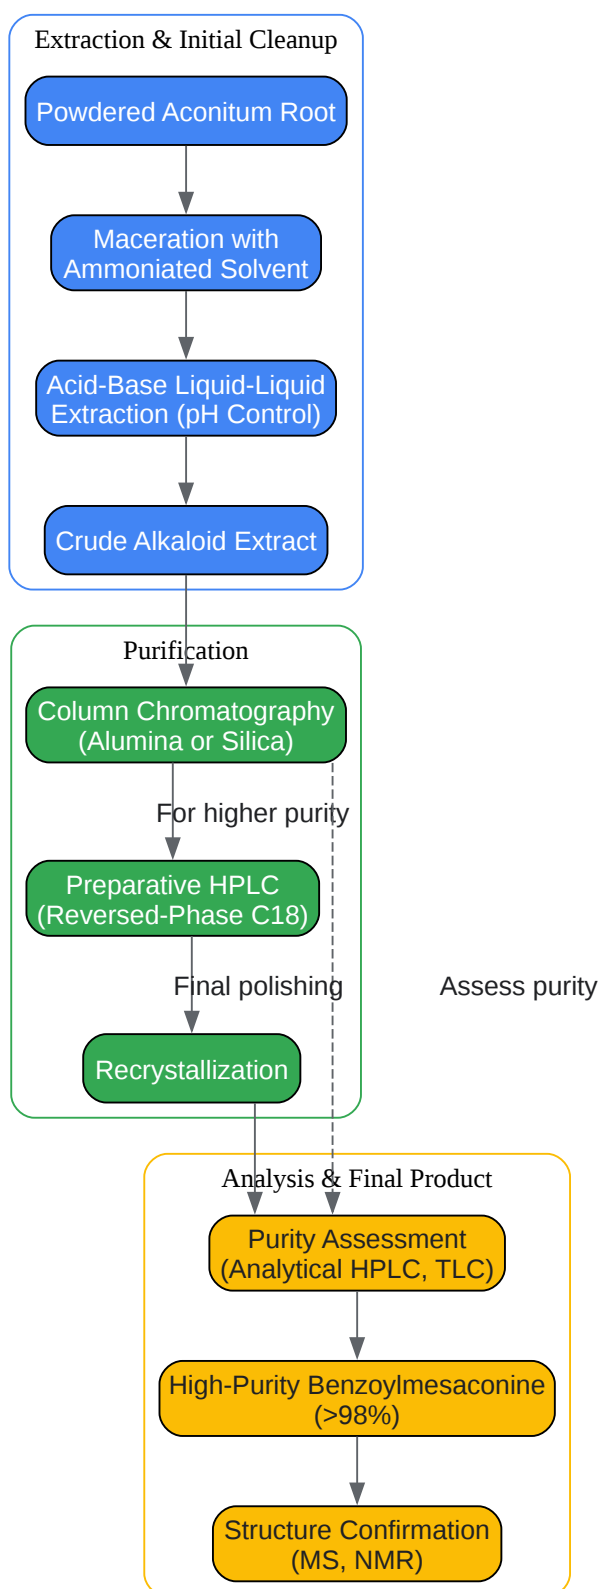 Extraction & Initial Cleanup
Powdered Aconitum Root
Maceration with
Ammoniated Solvent
Acid-Base Liquid-Liquid
Extraction (pH Control)
Crude Alkaloid Extract
Purification
Column Chromatography
(Alumina or Silica)
For higher purity
Preparative HPLC
(Reversed-Phase C18)
Final polishing
Assess purity
Recrystallization
Analysis & Final Product
Purity Assessment
(Analytical HPLC, TLC)
High-Purity Benzoylmesaconine
(>98%)
Structure Confirmation
(MS, NMR)